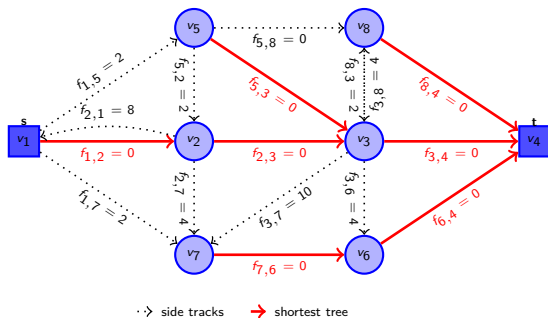 v5 f5,8 = 0 v8
f1,5 = 2
f5,2 = 2
f5,3 = 0
f8,3 = 2
f3,8 = 4
f8,4 = 0
f2,1 = 8
s
v1 f1,2 = 0 v2 f2,3 = 0 v3 f3,4 = 0 v4
t
f1,7 = 2
f2,7 = 4
f3,7 = 10
f3,6 = 4
f6,4 = 0
v7 f7,6 = 0 v6
side tracks shortest tree